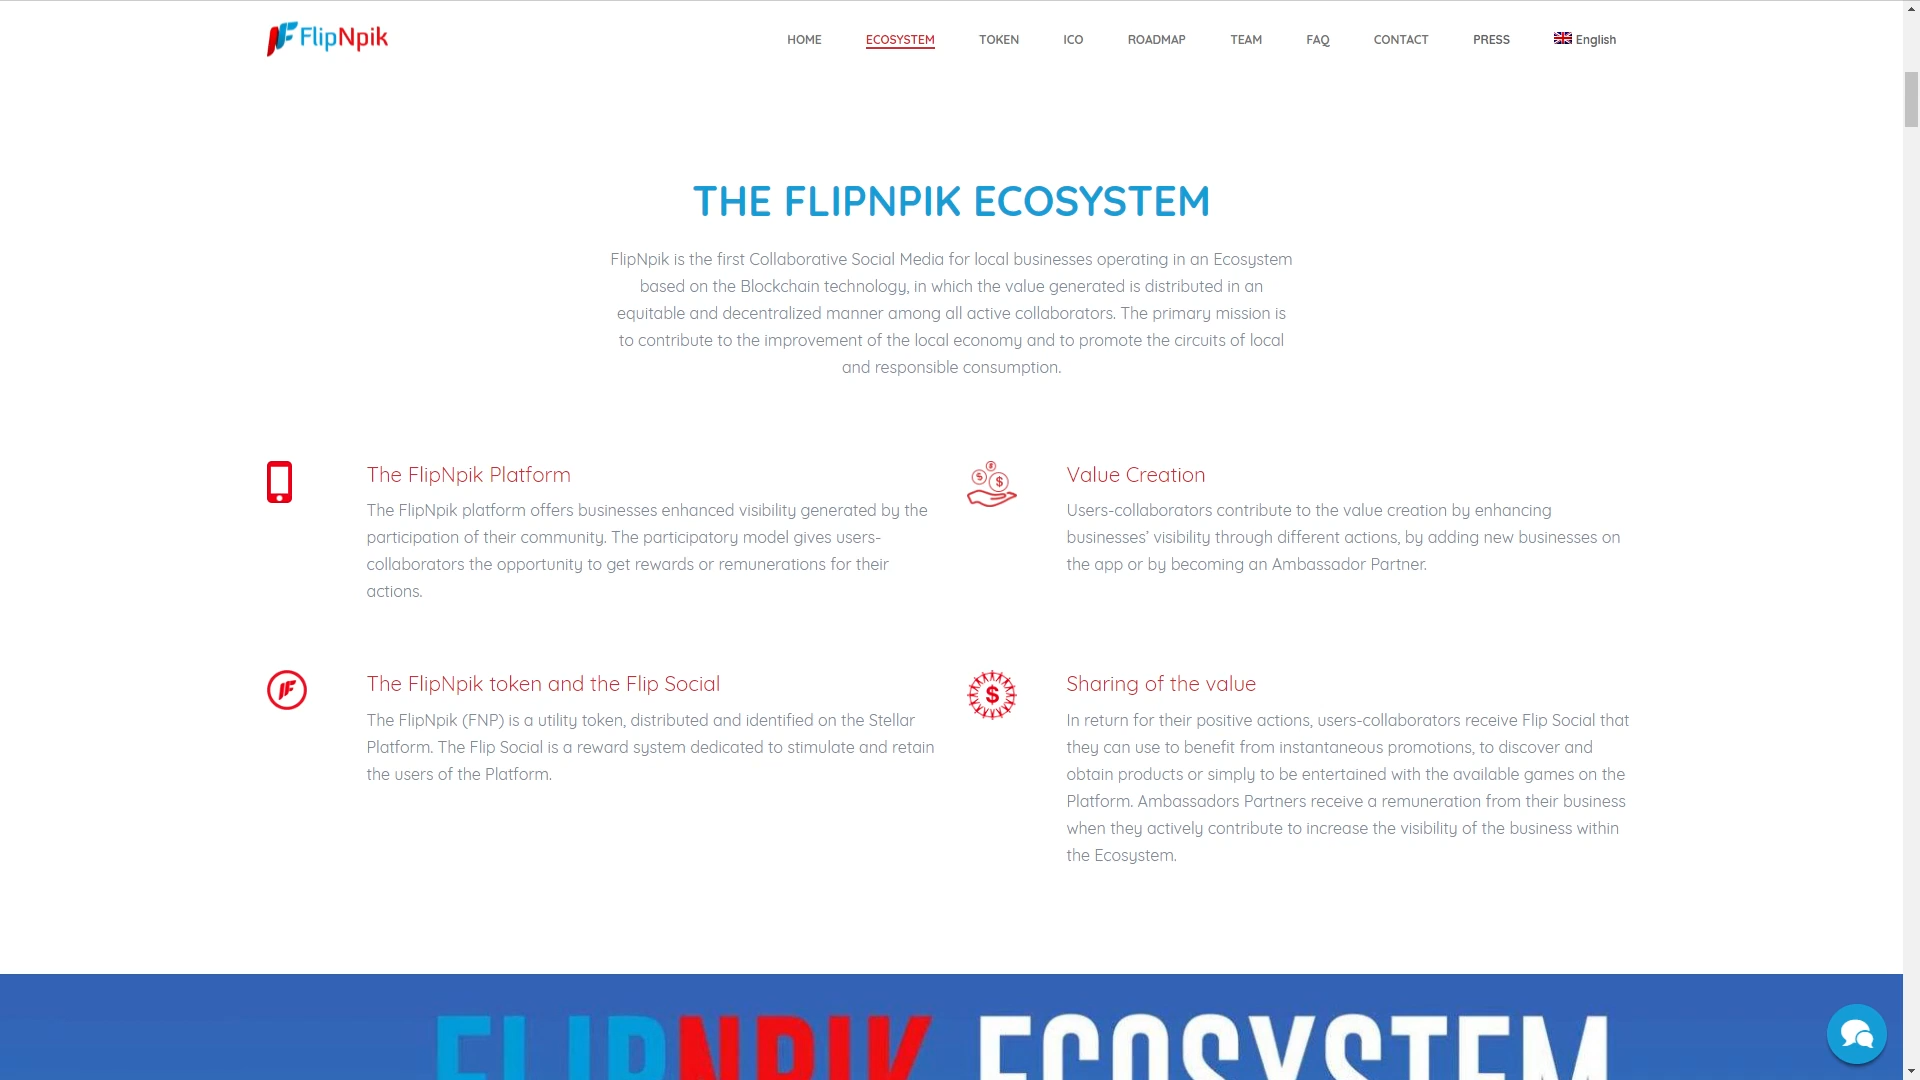 FlipNpik
HOME
ECOSYSTEM
TOKEN
ICO
ROADMAP
TEAM
FAQ
CONTACT
PRESS
English
THE FLIPNPIK ECOSYSTEM
FlipNpik is the first Collaborative Social Media for local businesses operating in an Ecosystem
based on the Blockchain technology, in which the value generated is distributed in an
equitable and decentralized manner among all active collaborators. The primary mission is
to contribute to the improvement of the local economy and to promote the circuits of local
and responsible consumption.
The FlipNpik Platform
The FlipNpik platform offers businesses enhanced visibility generated by the
participation of their community. The participatory model gives users-
collaborators the opportunity to get rewards or remunerations for their
actions.
Value Creation
Users-collaborators contribute to the value creation by enhancing
businesses’ visibility through different actions, by adding new businesses on
the app or by becoming an Ambassador Partner.
The FlipNpik token and the Flip Social
The FlipNpik (FNP) is a utility token, distributed and identified on the Stellar
Platform. The Flip Social is a reward system dedicated to stimulate and retain
the users of the Platform.
Sharing of the value
In return for their positive actions, users-collaborators receive Flip Social that
they can use to benefit from instantaneous promotions, to discover and
obtain products or simply to be entertained with the available games on the
Platform. Ambassadors Partners receive a remuneration from their business
when they actively contribute to increase the visibility of the business within
the Ecosystem.
FLIPNPIK ECOSYSTEM